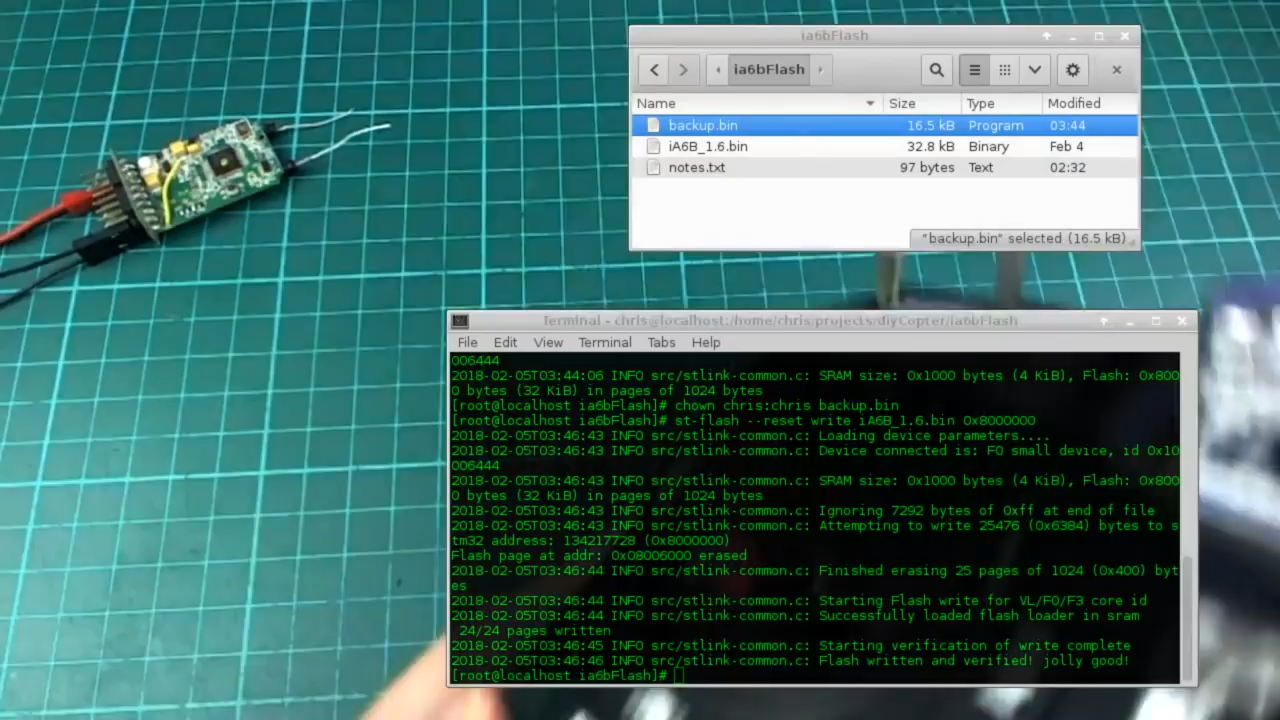 ia6bFlash
ia6bFlash
Name Size Type Modified
backup.bin 16.5 kB Program 03:44
iA6B_1.6.bin 32.8 kB Binary Feb 4
notes.txt 97 bytes Text 02:32
"backup.bin" selected (16.5 kB)
Terminal - chris@localhost:/home/chris/projects/diyCopter/ia6bFlash
File Edit View Terminal Tabs Help
006444
2018-02-05T03:44:06 INFO src/stlink-common.c: SRAM size: 0x1000 bytes (4 KiB), Flash: 0x800
0 bytes (32 KiB) in pages of 1024 bytes
[root@localhost ia6bFlash]# chown chris:chris backup.bin
[root@localhost ia6bFlash]# st-flash --reset write iA6B_1.6.bin 0x8000000
2018-02-05T03:46:43 INFO src/stlink-common.c: Loading device parameters....
2018-02-05T03:46:43 INFO src/stlink-common.c: Device connected is: F0 small device, id 0x10
006444
2018-02-05T03:46:43 INFO src/stlink-common.c: SRAM size: 0x1000 bytes (4 KiB), Flash: 0x800
0 bytes (32 KiB) in pages of 1024 bytes
2018-02-05T03:46:43 INFO src/stlink-common.c: Ignoring 7292 bytes of 0xff at end of file
2018-02-05T03:46:43 INFO src/stlink-common.c: Attempting to write 25476 (0x6384) bytes to s
tm32 address: 134217728 (0x8000000)
Flash page at addr: 0x08006000 erased
2018-02-05T03:46:44 INFO src/stlink-common.c: Finished erasing 25 pages of 1024 (0x400) byt
es
2018-02-05T03:46:44 INFO src/stlink-common.c: Starting Flash write for VL/F0/F3 core id
2018-02-05T03:46:44 INFO src/stlink-common.c: Successfully loaded flash loader in sram
24/24 pages written
2018-02-05T03:46:45 INFO src/stlink-common.c: Starting verification of write complete
2018-02-05T03:46:46 INFO src/stlink-common.c: Flash written and verified! jolly good!
[root@localhost ia6bFlash]#